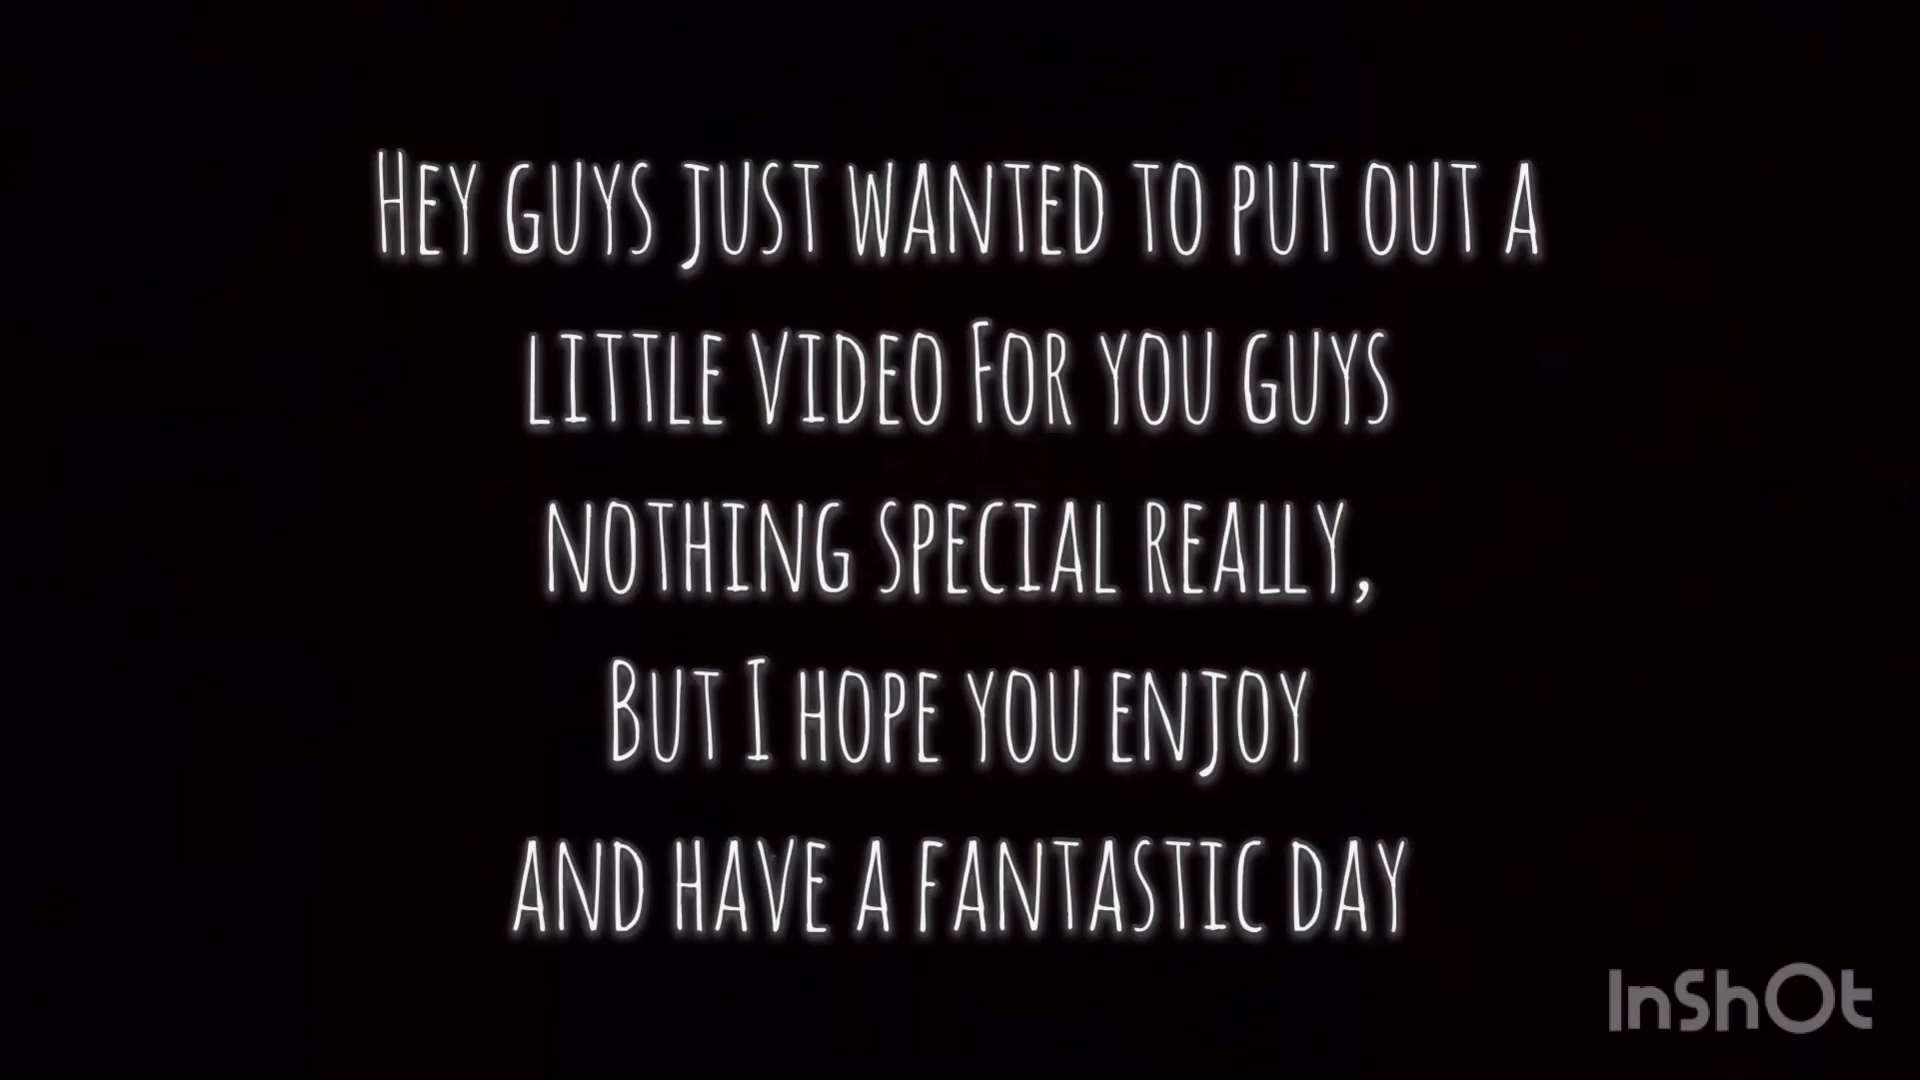 Hey guys just wanted to put out a
little video For you guys
nothing special really,
But I hope you enjoy
and have a fantastic day
InShOt